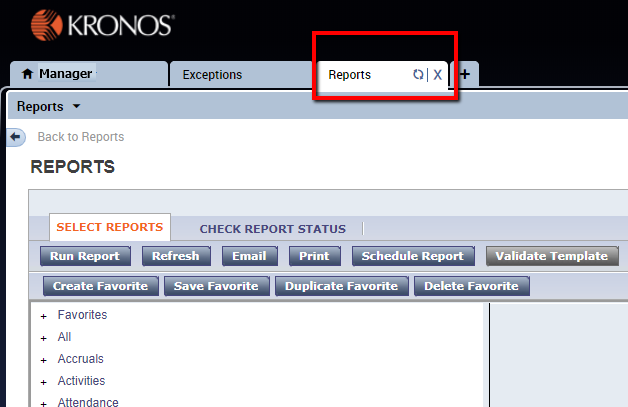 KRONOS
Manager
Exceptions
Reports | X
+
Reports
Back to Reports
REPORTS
SELECT REPORTS
CHECK REPORT STATUS
Run Report
Refresh
Email
Print
Schedule Report
Validate Template
Create Favorite
Save Favorite
Duplicate Favorite
Delete Favorite
+ Favorites
+ All
+ Accruals
+ Activities
+ Attendance